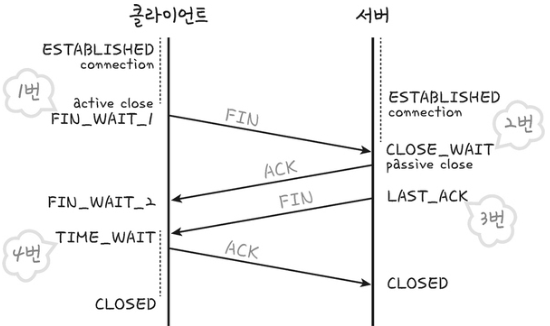 클라이언트
서버
ESTABLISHED
connection
1번
active close
FIN_WAIT_1
FIN
ESTABLISHED
connection
2번
CLOSE_WAIT
passive close
ACK
FIN_WAIT_2
FIN
LAST_ACK
3번
TIME_WAIT
4번
ACK
CLOSED
CLOSED